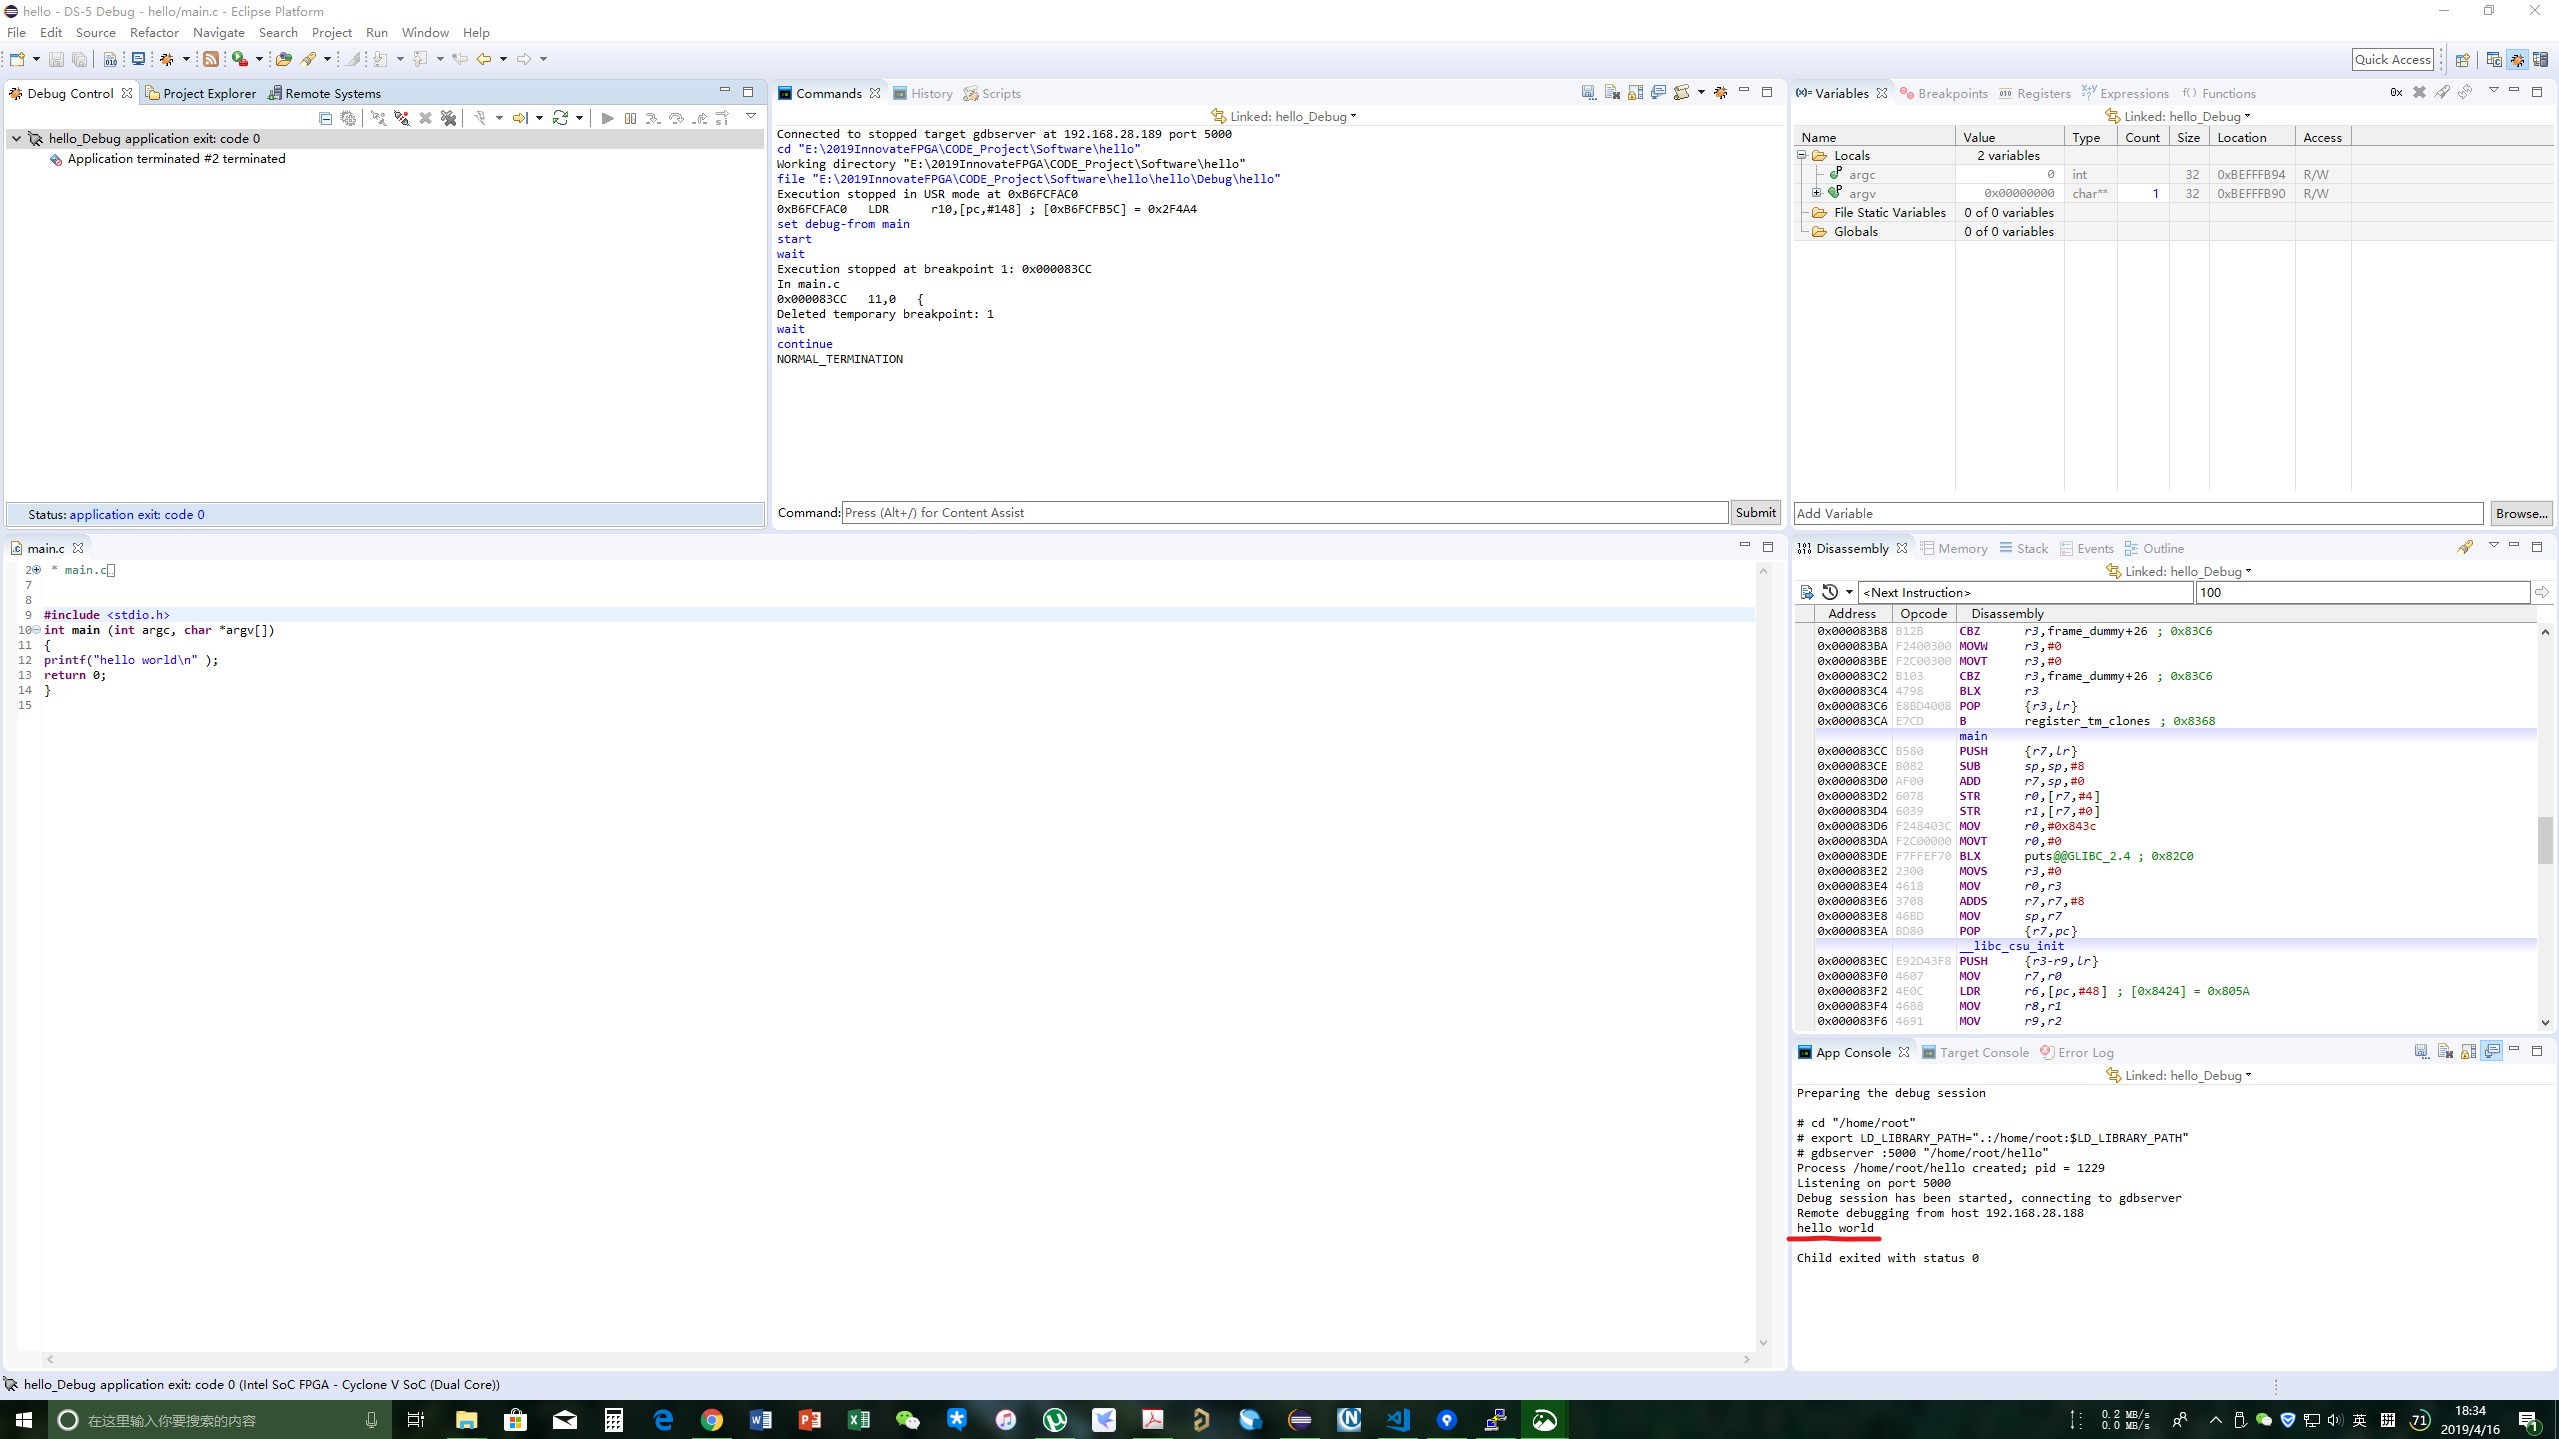 hello - DS-5 Debug - hello/main.c - Eclipse Platform
File Edit Source Refactor Navigate Search Project Run Window Help
Quick Access
Debug Control Project Explorer Remote Systems
hello_Debug application exit: code 0
Application terminated #2 terminated
Status: application exit: code 0
Commands History Scripts
Linked: hello_Debug
Connected to stopped target gdbserver at 192.168.28.189 port 5000
cd "E:\2019InnovateFPGA\CODE_Project\Software\hello"
Working directory "E:\2019InnovateFPGA\CODE_Project\Software\hello"
file "E:\2019InnovateFPGA\CODE_Project\Software\hello\hello\Debug\hello"
Execution stopped in USR mode at 0xB6FCFAC0
0xB6FCFAC0 LDR r10,[pc,#148] ; [0xB6FCFB5C] = 0x2F4A4
set debug-from main
start
wait
Execution stopped at breakpoint 1: 0x000083CC
In main.c
0x000083CC 11,0 {
Deleted temporary breakpoint: 1
wait
continue
NORMAL_TERMINATION
Command: Press (Alt+/) for Content Assist Submit
(x)= Variables Breakpoints Registers Expressions Functions 0x
Linked: hello_Debug
Name Value Type Count Size Location Access
Locals 2 variables
argc 0 int 32 0xBEFFFB94 R/W
argv 0x00000000 char** 1 32 0xBEFFFB90 R/W
File Static Variables 0 of 0 variables
Globals 0 of 0 variables
Add Variable Browse...
main.c
2 * main.c
7
8
9 #include <stdio.h>
10 int main (int argc, char *argv[])
11 {
12 printf("hello world\n" );
13 return 0;
14 }
15
Disassembly Memory Stack Events Outline
Linked: hello_Debug
<Next Instruction> 100
Address Opcode Disassembly
0x000083B8 B12B CBZ r3,frame_dummy+26 ; 0x83C6
0x000083BA F2400300 MOVW r3,#0
0x000083BE F2C00300 MOVT r3,#0
0x000083C2 B103 CBZ r3,frame_dummy+26 ; 0x83C6
0x000083C4 4798 BLX r3
0x000083C6 E8BD4008 POP {r3,lr}
0x000083CA E7CD B register_tm_clones ; 0x8368
main
0x000083CC B580 PUSH {r7,lr}
0x000083CE B082 SUB sp,sp,#8
0x000083D0 AF00 ADD r7,sp,#0
0x000083D2 6078 STR r0,[r7,#4]
0x000083D4 6039 STR r1,[r7,#0]
0x000083D6 F248403C MOV r0,#0x843c
0x000083DA F2C00000 MOVT r0,#0
0x000083DE F7FFEF70 BLX puts@@GLIBC_2.4 ; 0x82C0
0x000083E2 2300 MOVS r3,#0
0x000083E4 4618 MOV r0,r3
0x000083E6 3708 ADDS r7,r7,#8
0x000083E8 46BD MOV sp,r7
0x000083EA BD80 POP {r7,pc}
__libc_csu_init
0x000083EC E92D43F8 PUSH {r3-r9,lr}
0x000083F0 4607 MOV r7,r0
0x000083F2 4E0C LDR r6,[pc,#48] ; [0x8424] = 0x805A
0x000083F4 4688 MOV r8,r1
0x000083F6 4691 MOV r9,r2
App Console Target Console Error Log
Linked: hello_Debug
Preparing the debug session
# cd "/home/root"
# export LD_LIBRARY_PATH=".:/home/root:$LD_LIBRARY_PATH"
# gdbserver :5000 "/home/root/hello"
Process /home/root/hello created; pid = 1229
Listening on port 5000
Debug session has been started, connecting to gdbserver
Remote debugging from host 192.168.28.188
hello world
Child exited with status 0
hello_Debug application exit: code 0 (Intel SoC FPGA - Cyclone V SoC (Dual Core))
在这里输入你要搜索的内容
0.2 MB/s
0.0 MB/s
英
拼
71
18:34
2019/4/16
1